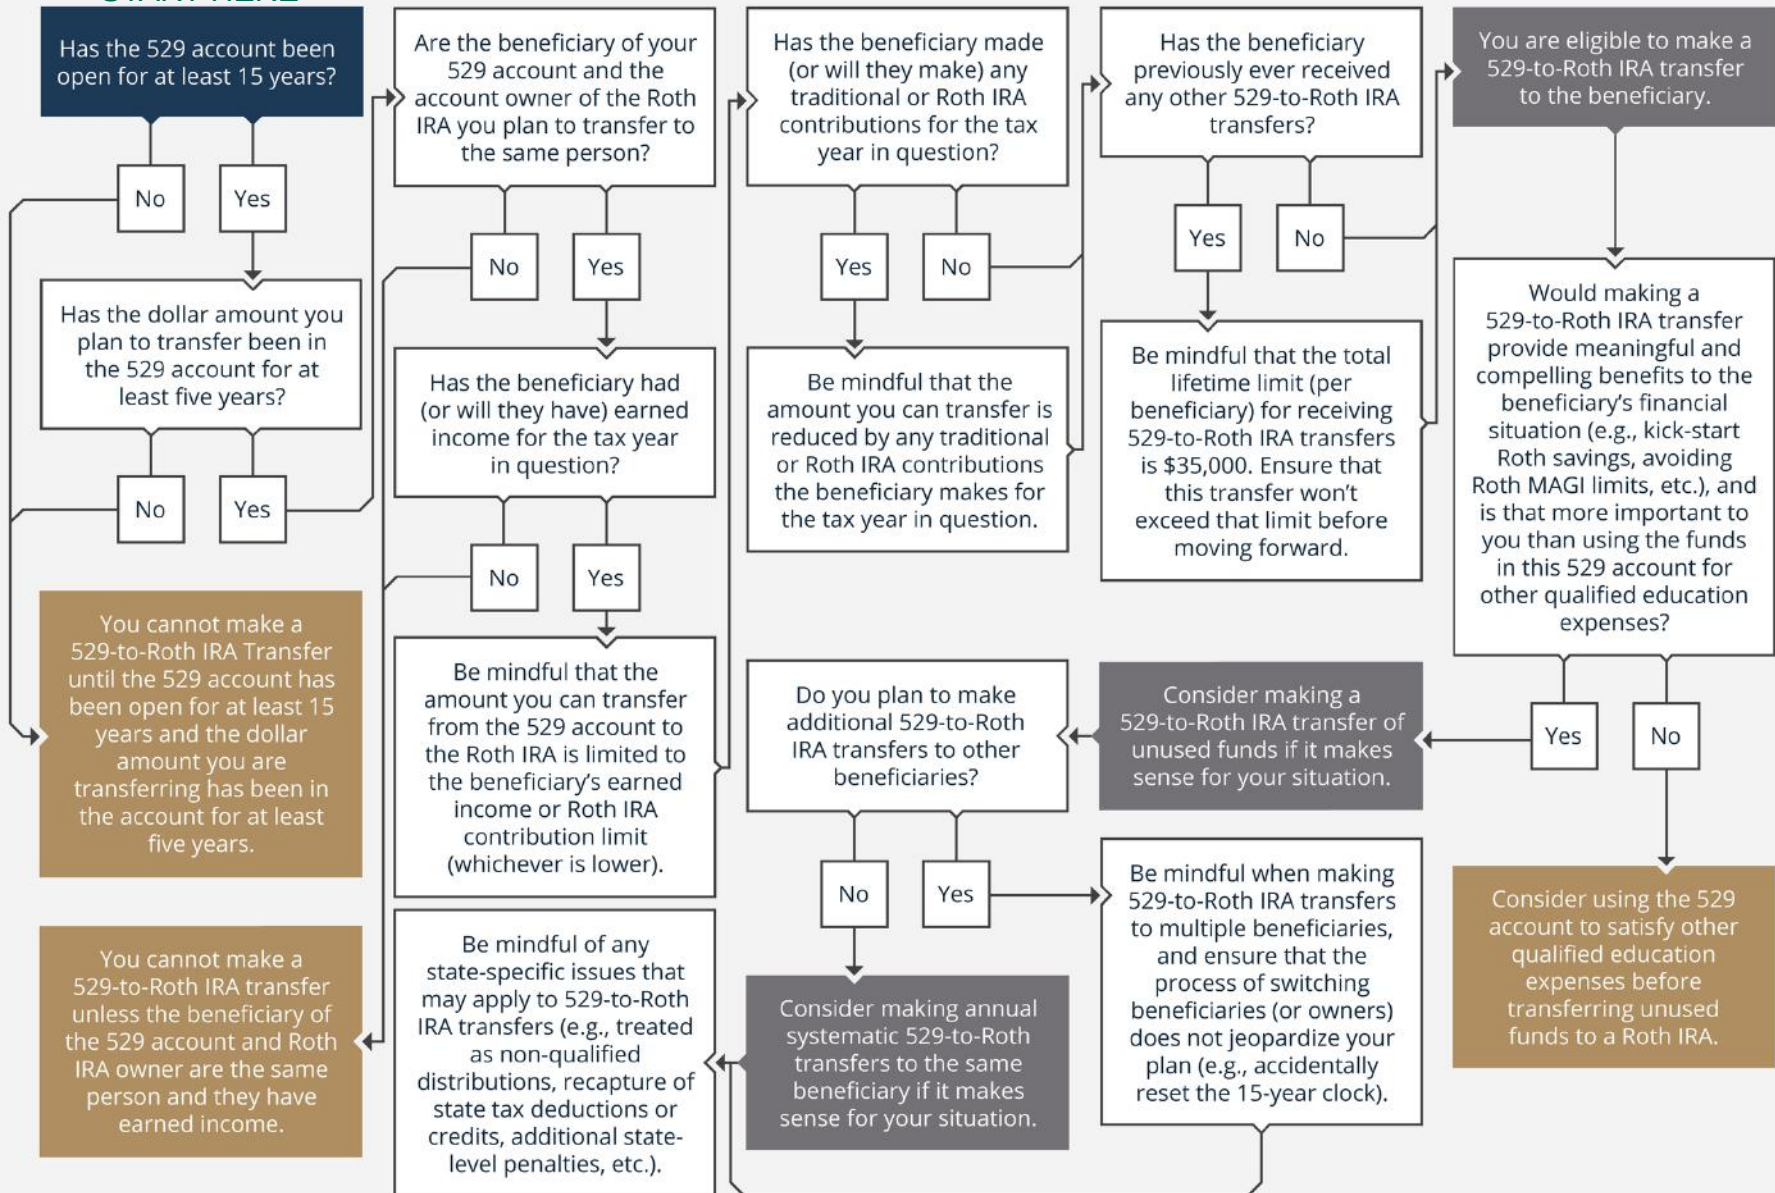 START HERE
Has the 529 account been
open for at least 15 years?
No
Yes
Has the dollar amount you
plan to transfer been in
the 529 account for at
least five years?
No
Yes
You cannot make a
529-to-Roth IRA Transfer
until the 529 account has
been open for at least 15
years and the dollar
amount you are
transferring has been in
the account for at least
five years.
You cannot make a
529-to-Roth IRA transfer
unless the beneficiary of
the 529 account and Roth
IRA owner are the same
person and they have
earned income.
Are the beneficiary of your
529 account and the
account owner of the Roth
IRA you plan to transfer to
the same person?
No
Yes
Has the beneficiary had
(or will they have) earned
income for the tax year
in question?
No
Yes
Be mindful that the
amount you can transfer
from the 529 account to
the Roth IRA is limited to
the beneficiary's earned
income or Roth IRA
contribution limit
(whichever is lower).
Has the beneficiary made
(or will they make) any
traditional or Roth IRA
contributions for the tax
year in question?
Yes
No
Be mindful that the
amount you can transfer is
reduced by any traditional
or Roth IRA contributions
the beneficiary makes for
the tax year in question.
Has the beneficiary
previously ever received
any other 529-to-Roth IRA
transfers?
Yes
No
Be mindful that the total
lifetime limit (per
beneficiary) for receiving
529-to-Roth IRA transfers
is $35,000. Ensure that
this transfer won't
exceed that limit before
moving forward.
You are eligible to make a
529-to-Roth IRA transfer
to the beneficiary.
Would making a
529-to-Roth IRA transfer
provide meaningful and
compelling benefits to the
beneficiary's financial
situation (e.g., kick-start
Roth savings, avoiding
Roth MAGI limits, etc.), and
is that more important to
you than using the funds
in this 529 account for
other qualified education
expenses?
Yes
No
Consider using the 529
account to satisfy other
qualified education
expenses before
transferring unused
funds to a Roth IRA.
Consider making a
529-to-Roth IRA transfer of
unused funds if it makes
sense for your situation.
Do you plan to make
additional 529-to-Roth
IRA transfers to other
beneficiaries?
No
Yes
Be mindful when making
529-to-Roth IRA transfers
to multiple beneficiaries,
and ensure that the
process of switching
beneficiaries (or owners)
does not jeopardize your
plan (e.g., accidentally
reset the 15-year clock).
Consider making annual
systematic 529-to-Roth
transfers to the same
beneficiary if it makes
sense for your situation.
Be mindful of any
state-specific issues that
may apply to 529-to-Roth
IRA transfers (e.g., treated
as non-qualified
distributions, recapture of
state tax deductions or
credits, additional state-
level penalties, etc.).